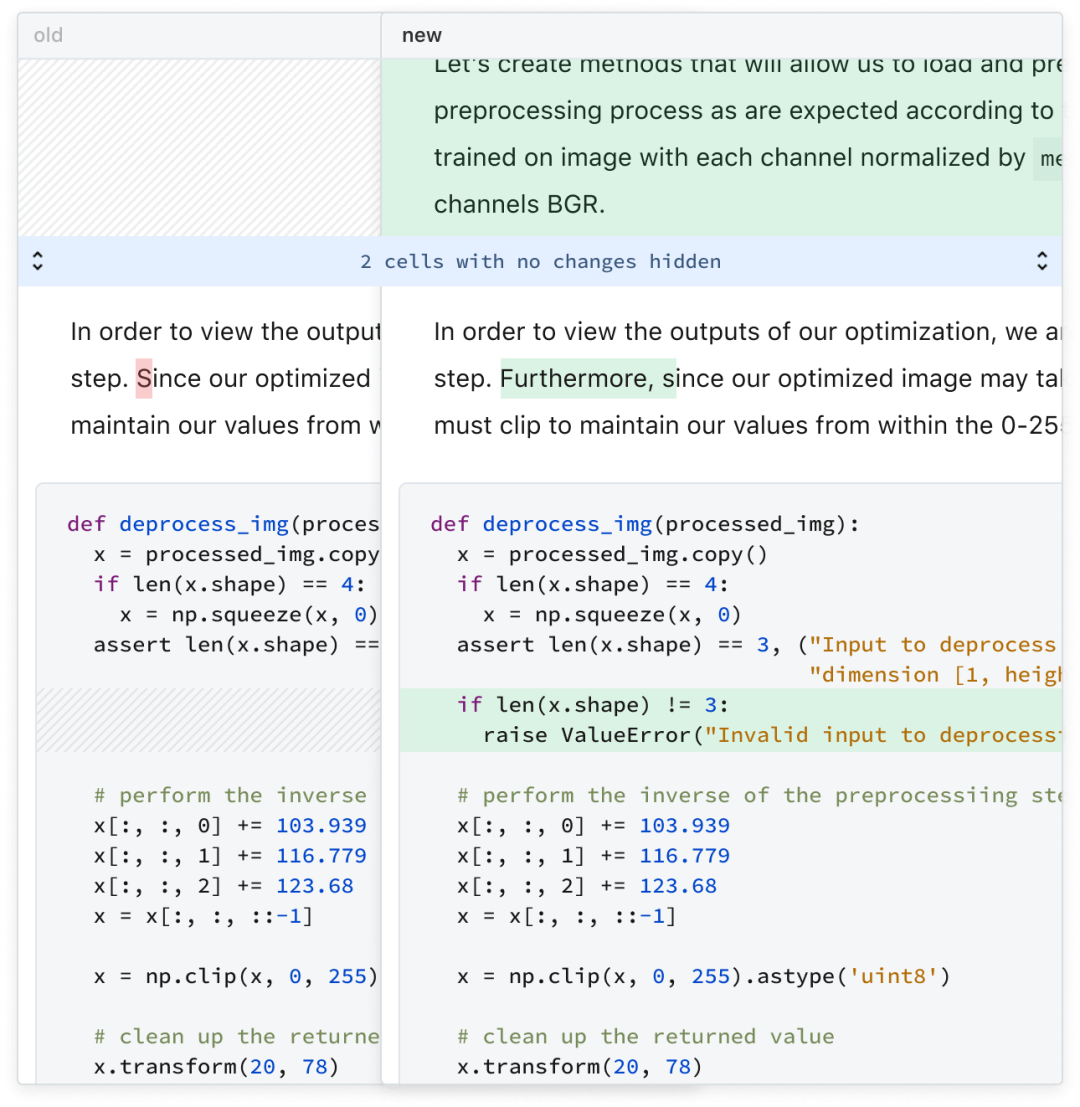 old
new
Let's create methods that will allow us to load and
preprocessing process as are expected according to
trained on image with each channel normalized by
channels BGR.
2 cells with no changes hidden
In order to view the output
step. Since our optimized
maintain our values from
def deprocess_img(proces
x = processed_img.copy
if len(x.shape) == 4:
x = np.squeeze(x, 0)
assert len(x.shape) ==
# perform the inverse
x[:, :, 0] += 103.939
x[:, :, 1] += 116.779
x[:, :, 2] += 123.68
x = x[:, :, ::-1]
x = np.clip(x, 0, 255)
# clean up the returne
x.transform(20, 78)
In order to view the outputs of our optimization, we
step. Furthermore, since our optimized image may
must clip to maintain our values from within the 0-25
def deprocess_img(processed_img):
x = processed_img.copy()
if len(x.shape) == 4:
x = np.squeeze(x, 0)
assert len(x.shape) == 3, ("Input to deprocess
"dimension [1, heigh
if len(x.shape) != 3:
raise ValueError("Invalid input to deprocess
# perform the inverse of the preprocessiing ste
x[:, :, 0] += 103.939
x[:, :, 1] += 116.779
x[:, :, 2] += 123.68
x = x[:, :, ::-1]
x = np.clip(x, 0, 255).astype('uint8')
# clean up the returned value
x.transform(20, 78)